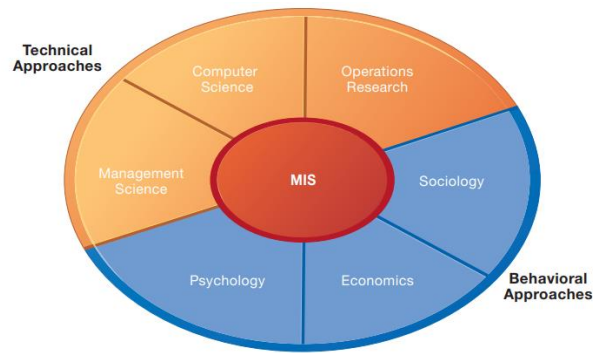 Technical
Approaches
Computer
Science
Operations
Research
Management
Science
MIS
Sociology
Psychology
Economics
Behavioral
Approaches